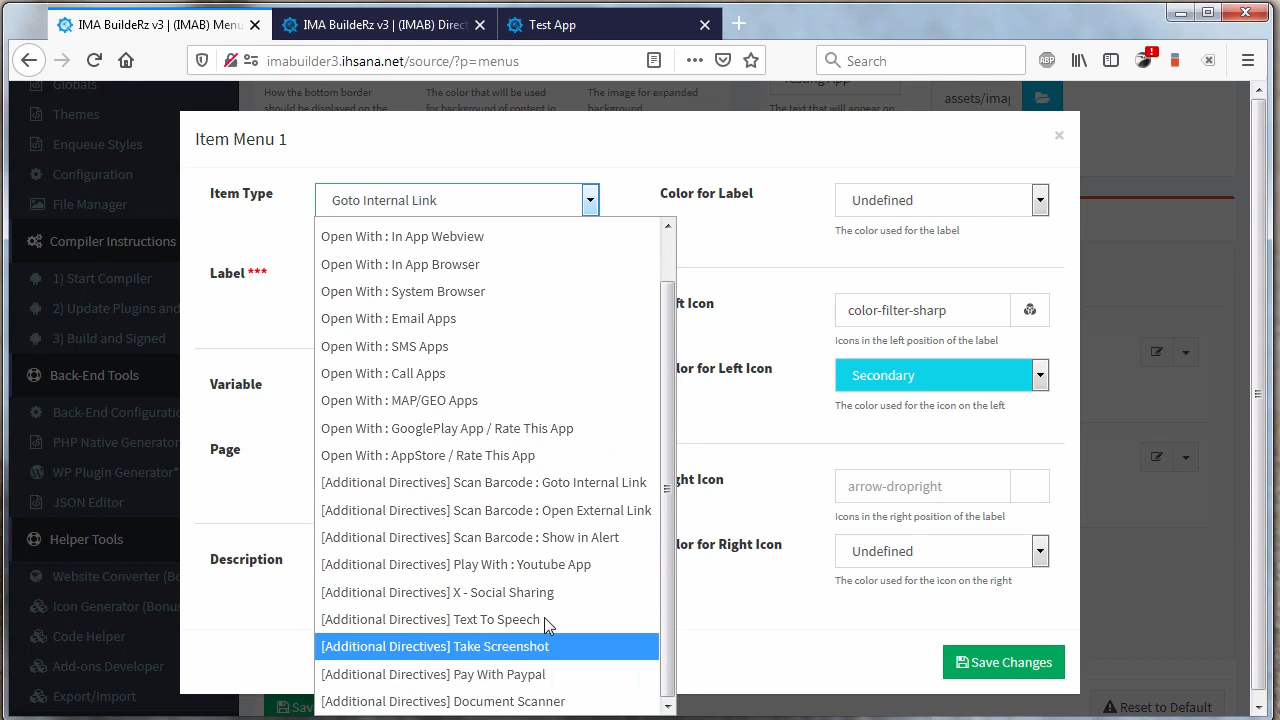 IMA BuildeRz v3 | (IMAB) Menu
IMA BuildeRz v3 | (IMAB) Direct
Test App
imabuilder3.ihsana.net/source/?p=menus
Search
ABP
Globals
Themes
Enqueue Styles
Configuration
File Manager
Compiler Instructions
1) Start Compiler
2) Update Plugins and
3) Build and Signed
Back-End Tools
Back-End Configuratio
PHP Native Generator
WP Plugin Generator*
JSON Editor
Helper Tools
Website Converter (Bo
Icon Generator (Bonus
Code Helper
Add-ons Developer
Export/Import
How the bottom border
should be displayed on the
The color that will be used
for background of content in
The image for expanded
background
Testing App
The text that will appear on
assets/imag
Item Menu 1
×
Item Type
Goto Internal Link
Label ***
Variable
Page
Description
Open With : In App Webview
Open With : In App Browser
Open With : System Browser
Open With : Email Apps
Open With : SMS Apps
Open With : Call Apps
Open With : MAP/GEO Apps
Open With : GooglePlay App / Rate This App
Open With : AppStore / Rate This App
[Additional Directives] Scan Barcode : Goto Internal Link
[Additional Directives] Scan Barcode : Open External Link
[Additional Directives] Scan Barcode : Show in Alert
[Additional Directives] Play With : Youtube App
[Additional Directives] X - Social Sharing
[Additional Directives] Text To Speech
[Additional Directives] Take Screenshot
[Additional Directives] Pay With Paypal
[Additional Directives] Document Scanner
Color for Label
Undefined
The color used for the label
ft Icon
color-filter-sharp
Icons in the left position of the label
lor for Left Icon
Secondary
The color used for the icon on the left
ght Icon
arrow-dropright
Icons in the right position of the label
lor for Right Icon
Undefined
The color used for the icon on the right
Save Changes
Sav
Reset to Default